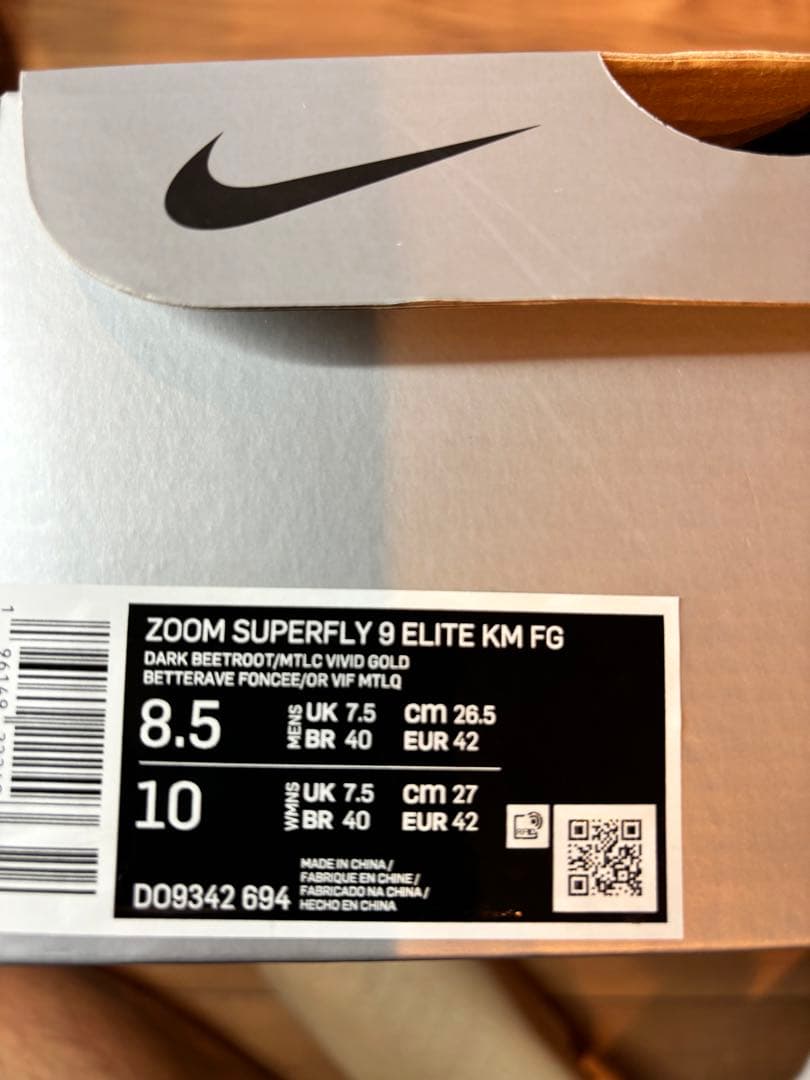 ZOOM SUPERFLY 9 ELITE KM FG
DARK BEETROOT/MTLC VIVID GOLD
BETTERAVE FONCEE/OR VIF MTLQ
8.5 MENS UK 7.5 cm 26.5
BR 40 EUR 42
10 WMNS UK 7.5 cm 27
BR 40 EUR 42
RFID
MADE IN CHINA /
FABRIQUE EN CHINE /
FABRICADO NA CHINA /
HECHO EN CHINA
DO9342 694